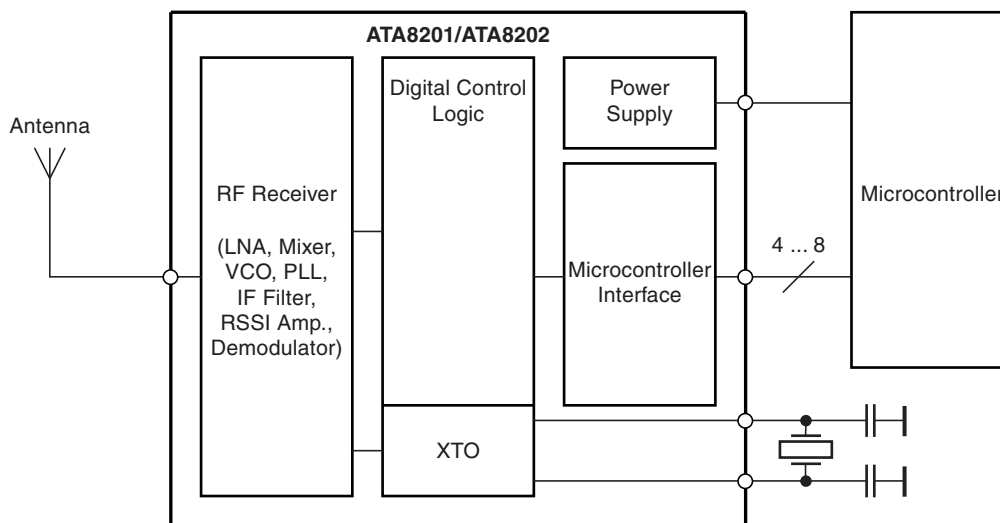 ATA8201/ATA8202
Antenna
RF Receiver
(LNA, Mixer,
VCO, PLL,
IF Filter,
RSSI Amp.,
Demodulator)
Digital Control
Logic
XTO
Power
Supply
Microcontroller
Interface
4 ... 8
Microcontroller